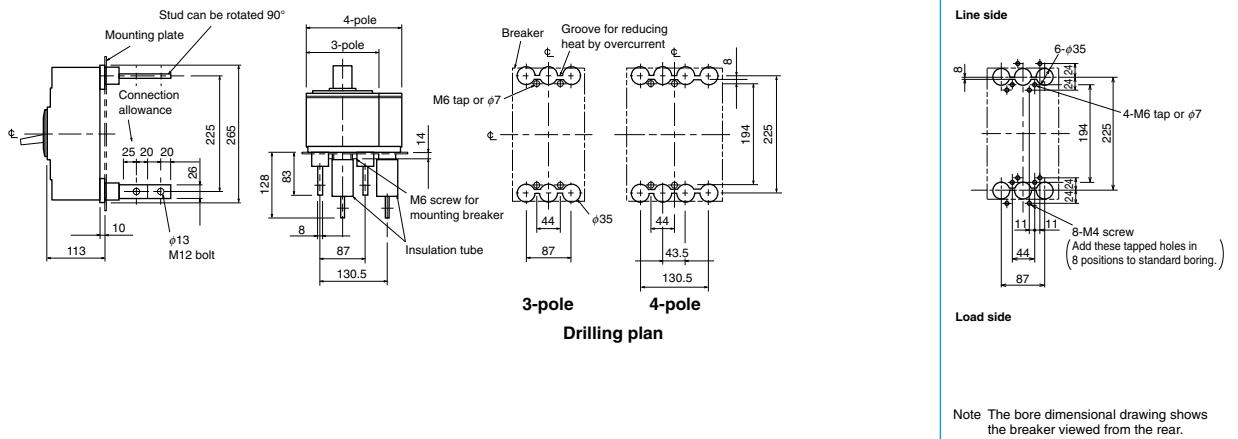 Stud can be rotated 90°
Mounting plate
Connection
allowance
25 20 20
225
265
26
10
113
φ13
M12 bolt
℄
4-pole
3-pole
14
128
83
8
87
130.5
M6 screw for
mounting breaker
Insulation tube
Breaker
Groove for reducing
heat by overcurrent
℄
℄
8
M6 tap or φ7
℄
194
225
φ35
44
87
44
43.5
130.5
3-pole
4-pole
Drilling plan
Line side
6-φ35
8
24 24
4-M6 tap or φ7
194
225
24 24
11
11
8-M4 screw
(Add these tapped holes in
8 positions to standard boring.)
44
87
Load side
Note The bore dimensional drawing shows
the breaker viewed from the rear.